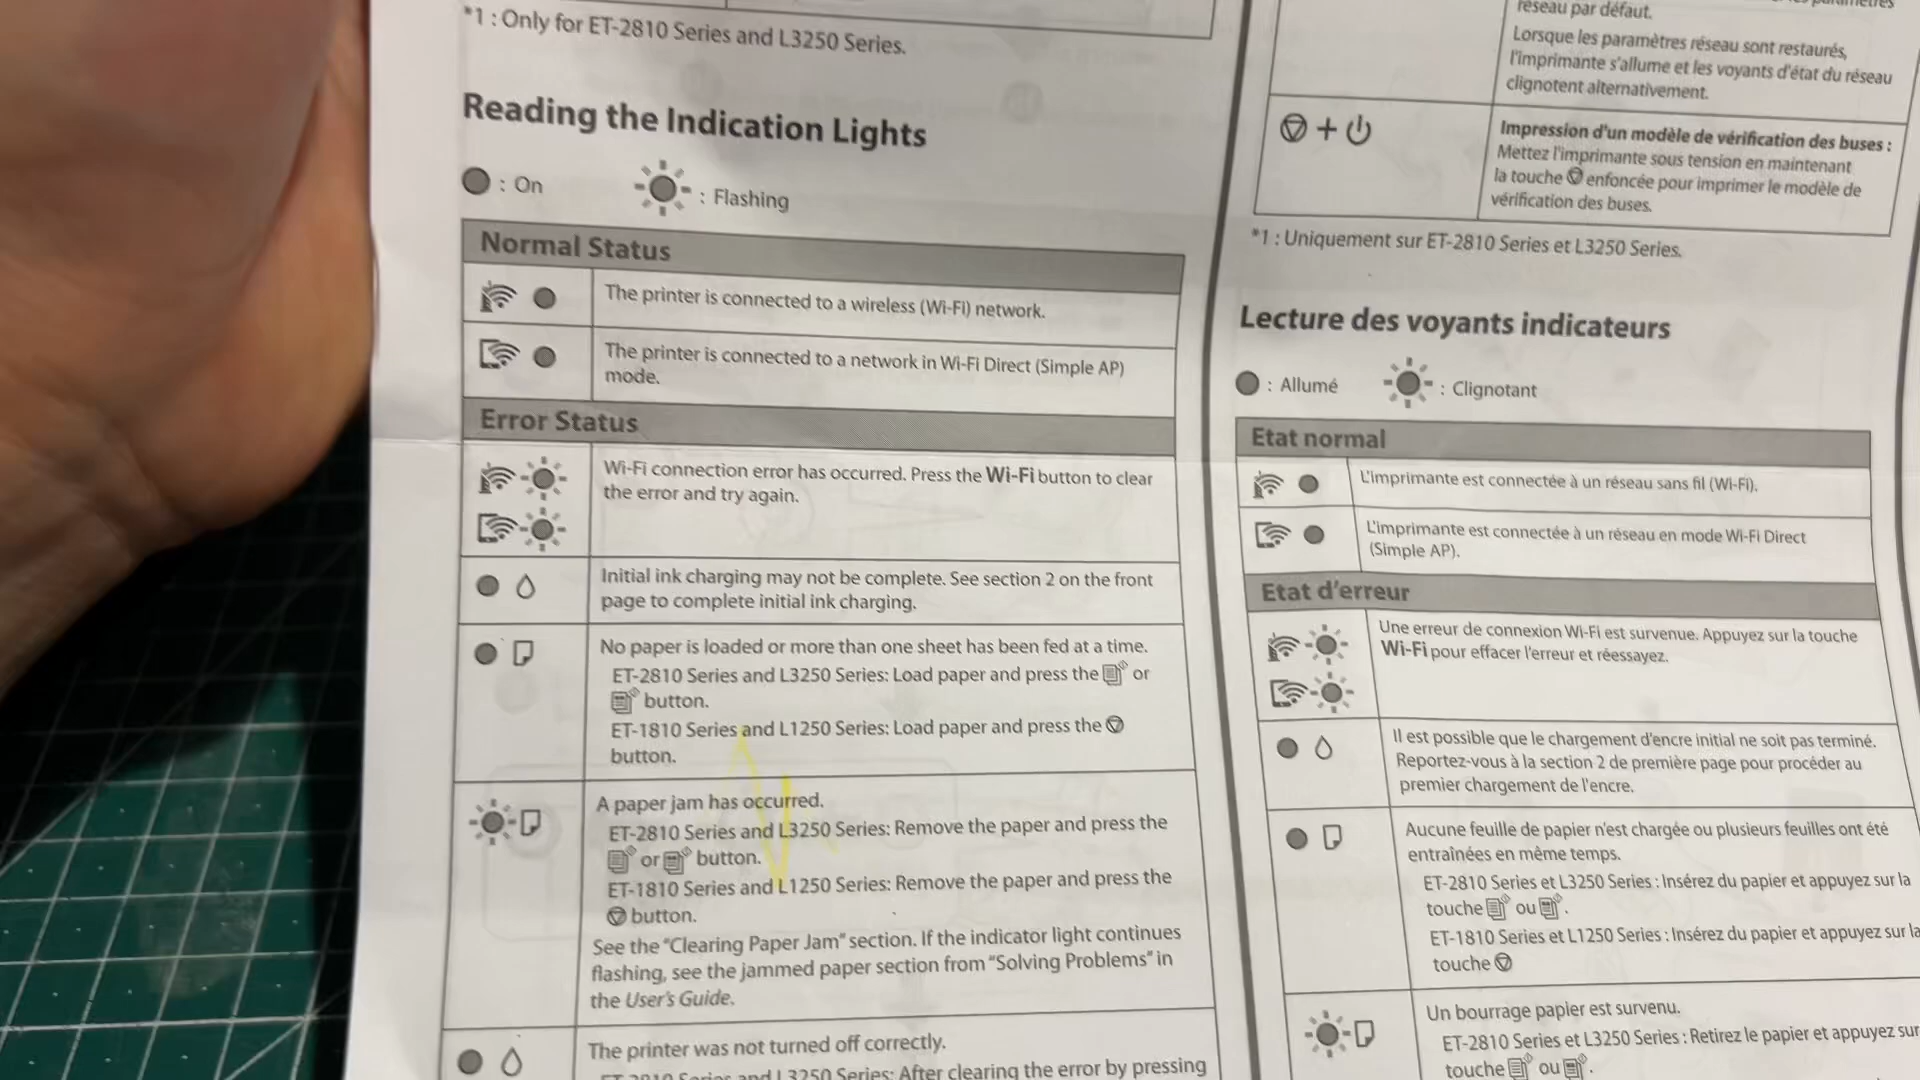 *1 : Only for ET-2810 Series and L3250 Series.
Reading the Indication Lights
: On
: Flashing
Normal Status
The printer is connected to a wireless (Wi-Fi) network.
The printer is connected to a network in Wi-Fi Direct (Simple AP)
mode.
Error Status
Wi-Fi connection error has occurred. Press the Wi-Fi button to clear
the error and try again.
Initial ink charging may not be complete. See section 2 on the front
page to complete initial ink charging.
No paper is loaded or more than one sheet has been fed at a time.
ET-2810 Series and L3250 Series: Load paper and press the or
button.
ET-1810 Series and L1250 Series: Load paper and press the
button.
A paper jam has occurred.
ET-2810 Series and L3250 Series: Remove the paper and press the
or button.
ET-1810 Series and L1250 Series: Remove the paper and press the
button.
See the "Clearing Paper Jam" section. If the indicator light continues
flashing, see the jammed paper section from "Solving Problems" in
the User's Guide.
The printer was not turned off correctly.
Series and L3250 Series: After clearing the error by pressing
réseau par défaut.
Lorsque les paramètres réseau sont restaurés,
l'imprimante s'allume et les voyants d'état du réseau
clignotent alternativement.
+
Impression d'un modèle de vérification des buses :
Mettez l'imprimante sous tension en maintenant
la touche enfoncée pour imprimer le modèle de
vérification des buses.
*1 : Uniquement sur ET-2810 Series et L3250 Series.
Lecture des voyants indicateurs
: Allumé
: Clignotant
Etat normal
L'imprimante est connectée à un réseau sans fil (Wi-Fi).
L'imprimante est connectée à un réseau en mode Wi-Fi Direct
(Simple AP).
Etat d'erreur
Une erreur de connexion Wi-Fi est survenue. Appuyez sur la touche
Wi-Fi pour effacer l'erreur et réessayez.
Il est possible que le chargement d'encre initial ne soit pas terminé.
Reportez-vous à la section 2 de première page pour procéder au
premier chargement de l'encre.
Aucune feuille de papier n'est chargée ou plusieurs feuilles ont été
entraînées en même temps.
ET-2810 Series et L3250 Series : Insérez du papier et appuyez sur la
touche ou .
ET-1810 Series et L1250 Series : Insérez du papier et appuyez sur la
touche
Un bourrage papier est survenu.
ET-2810 Series et L3250 Series : Retirez le papier et appuyez sur
touche ou .